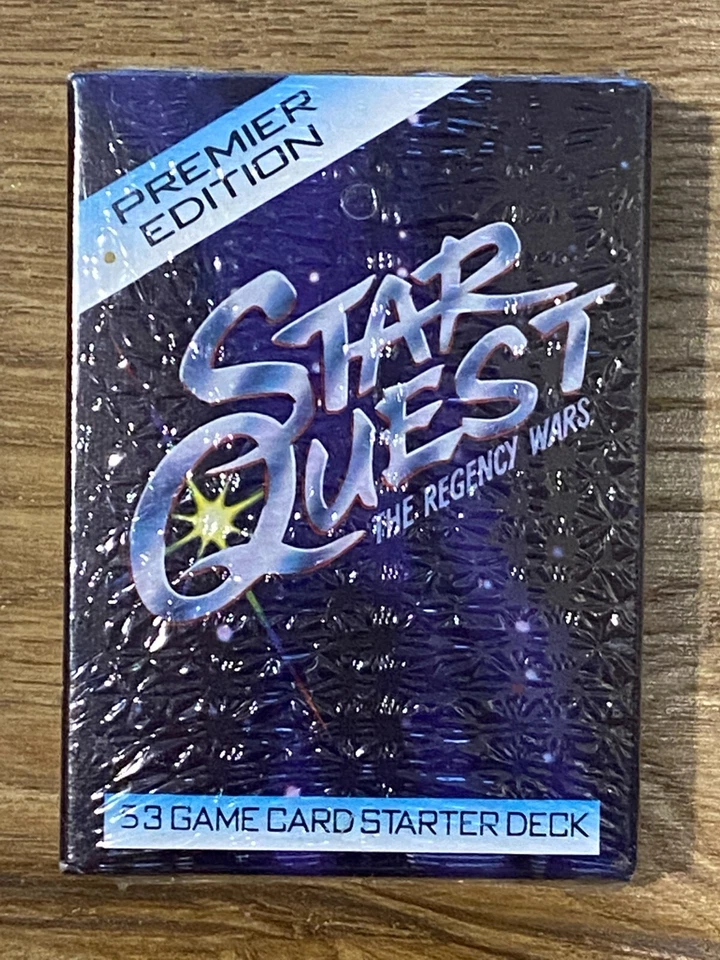 PREMIER
EDITION
STAR
QUEST
THE REGENCY WARS
53 GAME CARD STARTER DECK